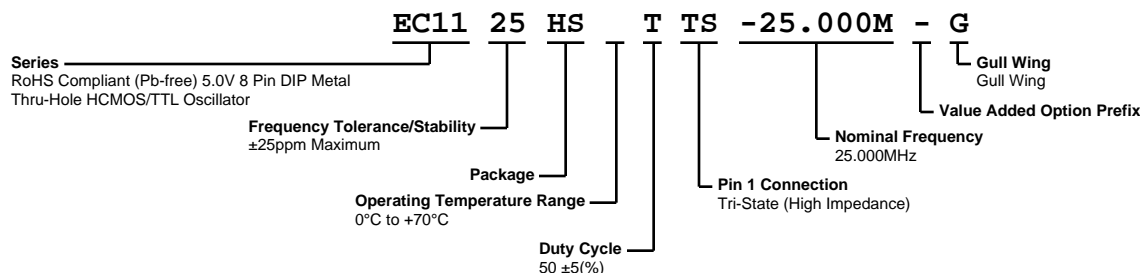 EC11 25 HS T TS -25.000M - G
Series
RoHS Compliant (Pb-free) 5.0V 8 Pin DIP Metal
Thru-Hole HCMOS/TTL Oscillator
Gull Wing
Gull Wing
Value Added Option Prefix
Frequency Tolerance/Stability
±25ppm Maximum
Nominal Frequency
25.000MHz
Package
Pin 1 Connection
Tri-State (High Impedance)
Operating Temperature Range
0°C to +70°C
Duty Cycle
50 ±5(%)